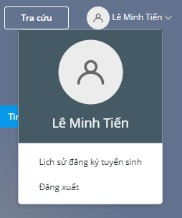 Tra cứu
Lê Minh Tiến
Lê Minh Tiến
Lịch sử đăng ký tuyển sinh
Đăng xuất